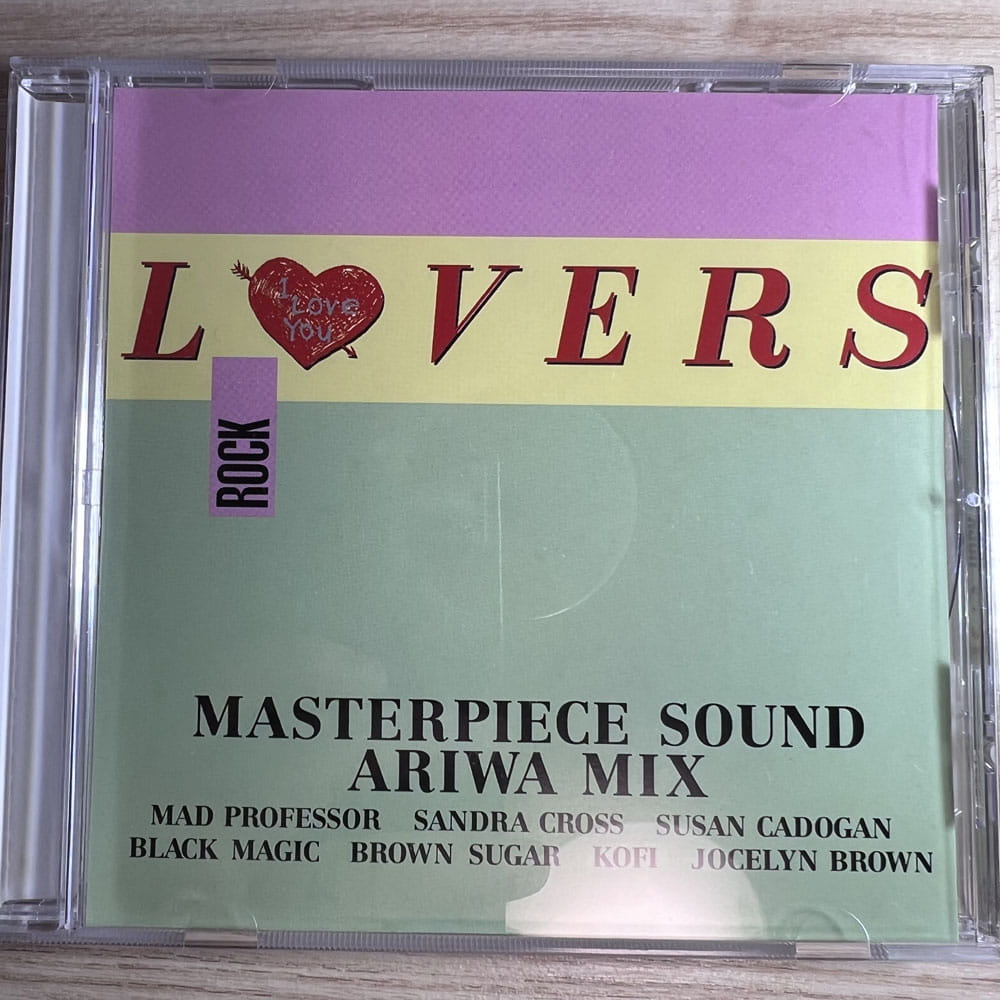 LOVERS
I
Love
You
ROCK
MASTERPIECE SOUND
ARIWA MIX
MAD PROFESSOR SANDRA CROSS SUSAN CADOGAN
BLACK MAGIC BROWN SUGAR KOFI JOCELYN BROWN